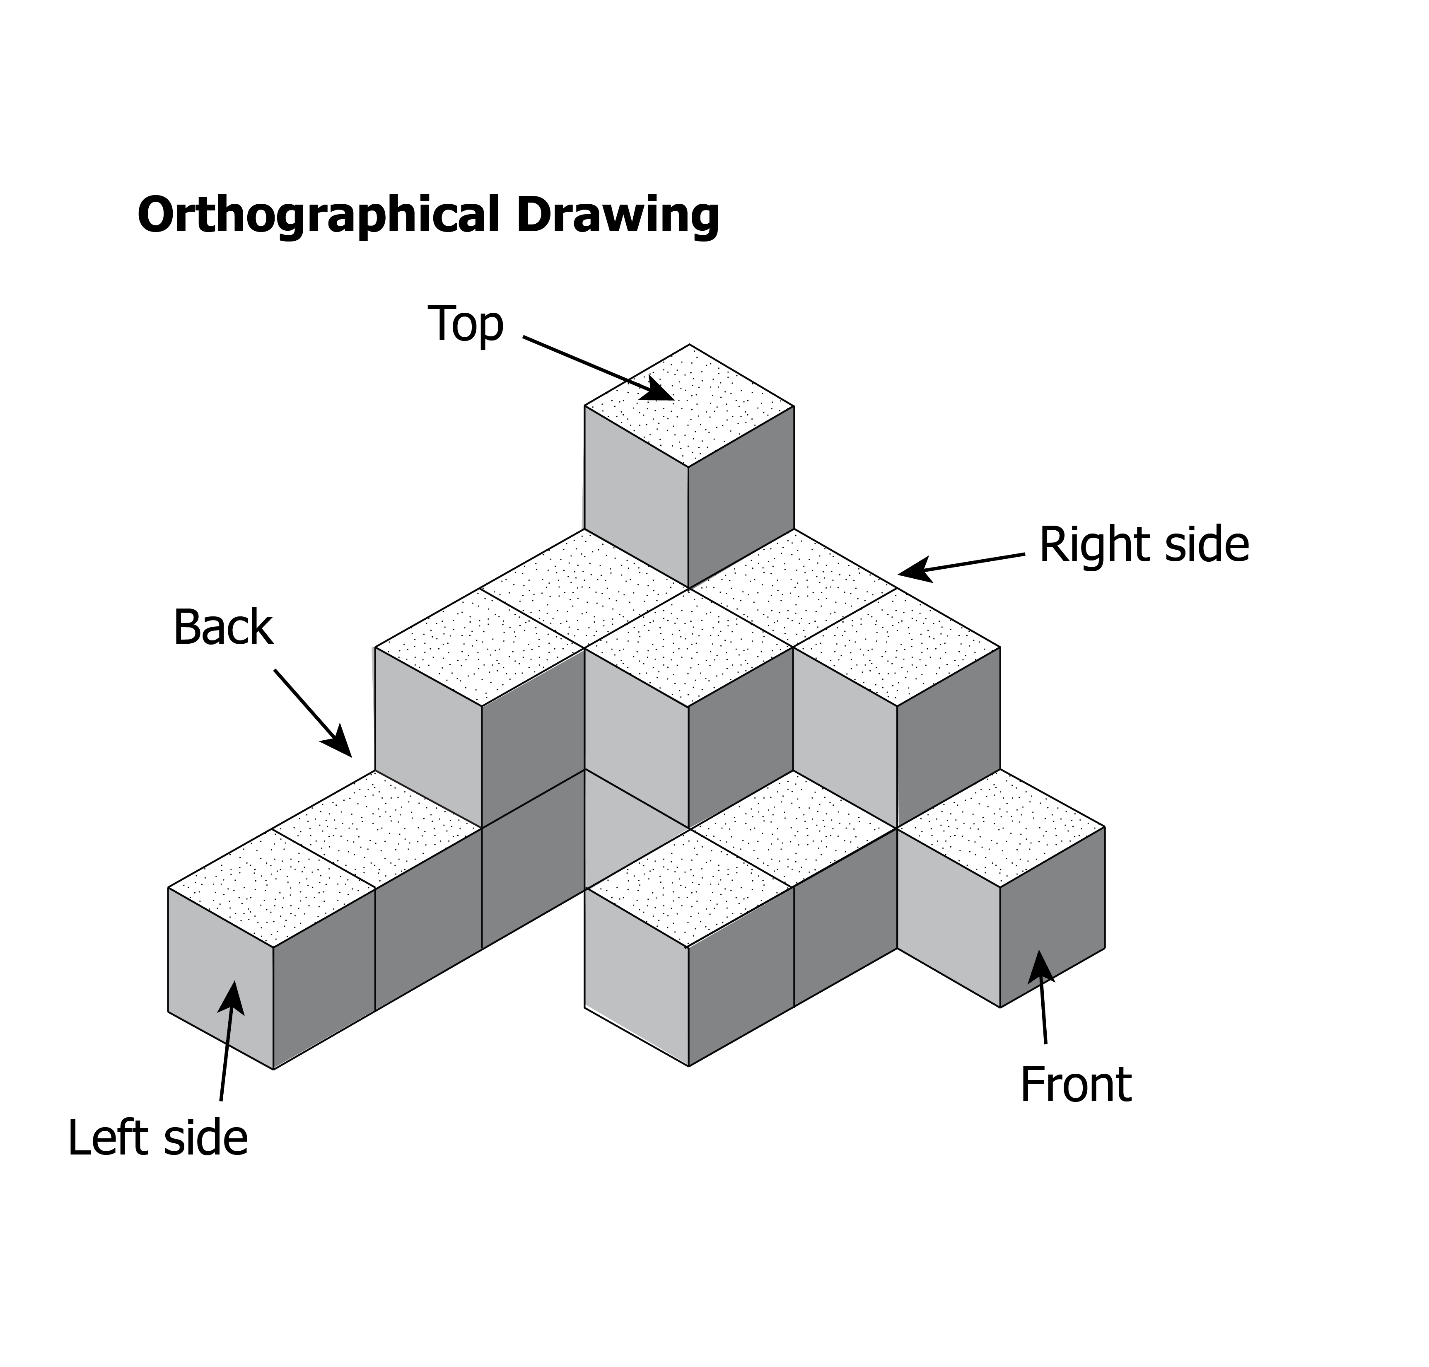 Orthographical Drawing
Top
Right side
Back
Front
Left side